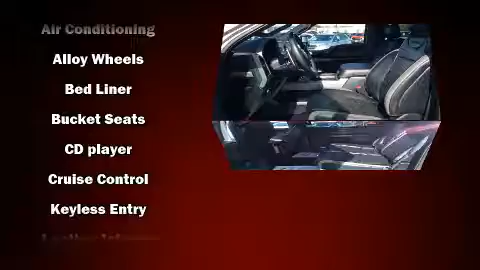 Air Conditioning
Alloy Wheels
Bed Liner
Bucket Seats
CD player
Cruise Control
Keyless Entry